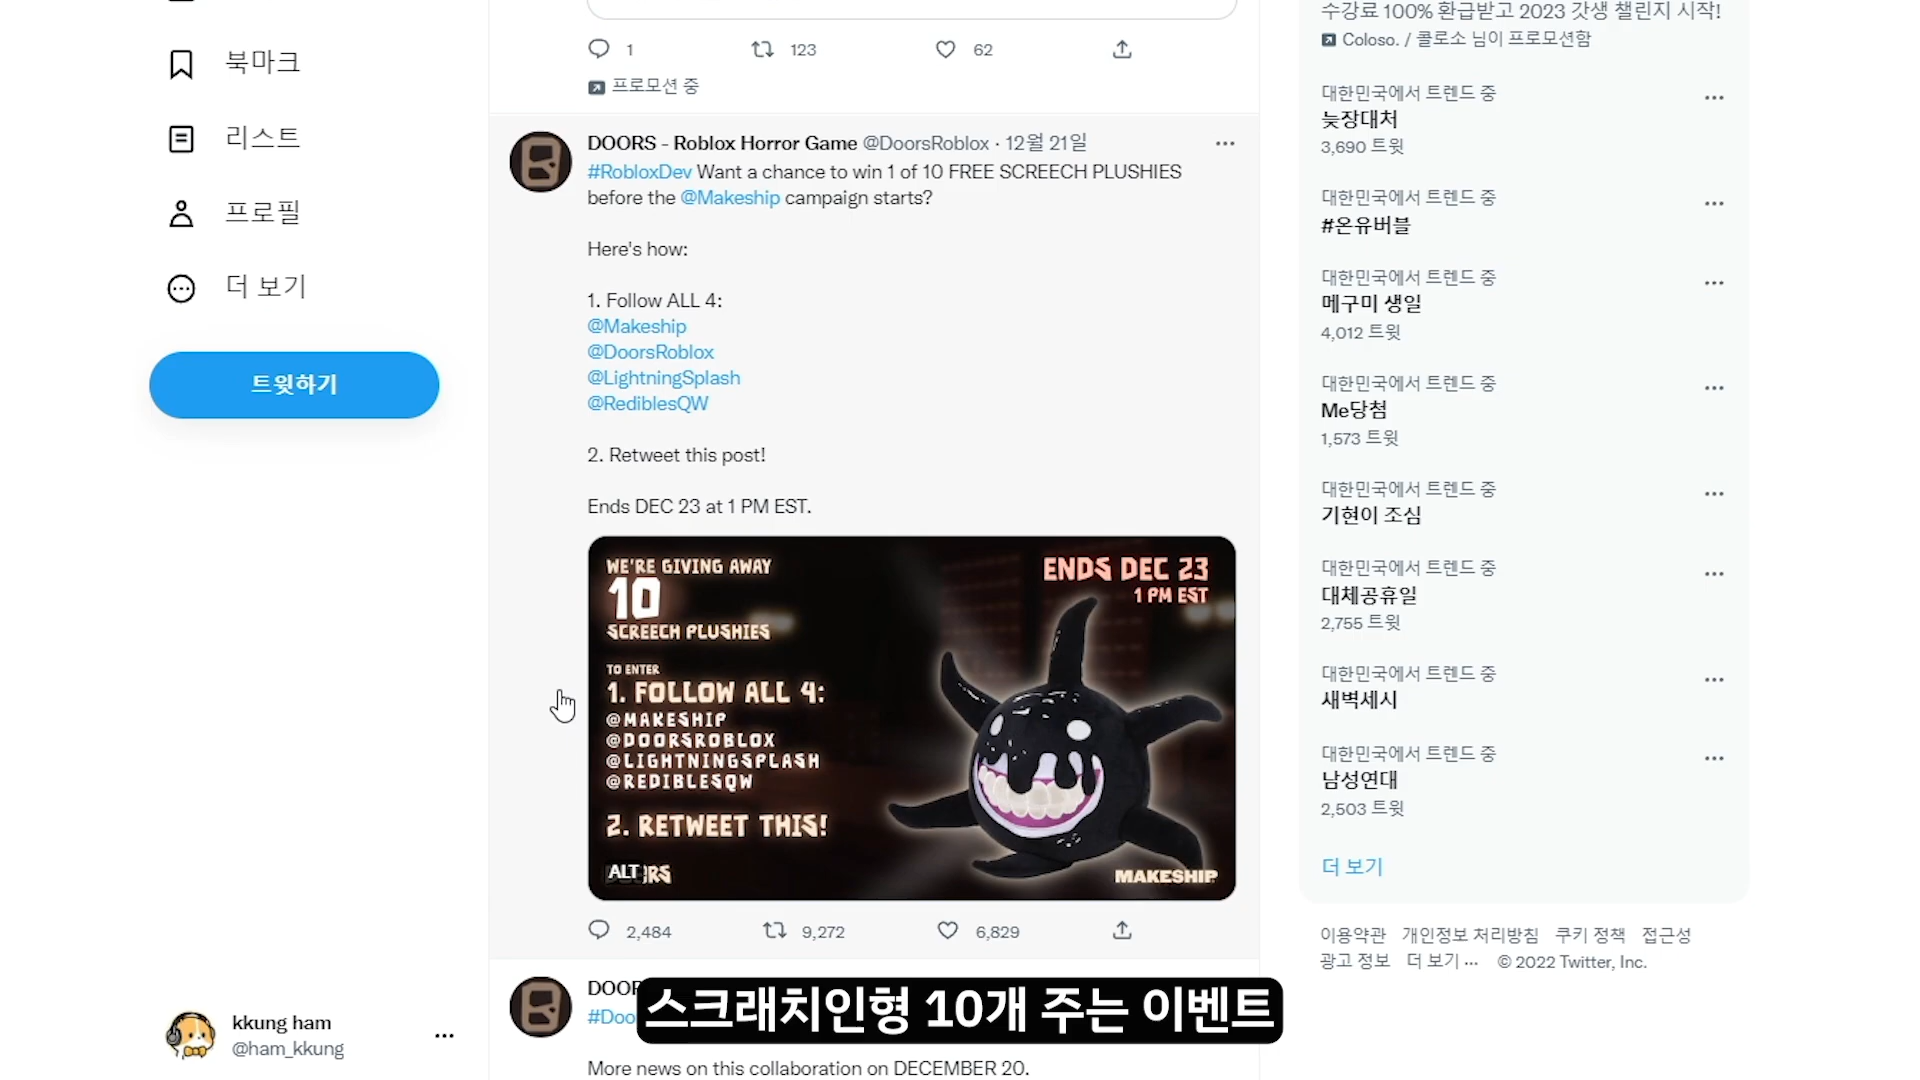 북마크
리스트
프로필
더 보기
트윗하기
kkung ham
@ham_kkung
1
123
62
프로모션 중
DOORS - Roblox Horror Game @DoorsRoblox · 12월 21일
#RobloxDev Want a chance to win 1 of 10 FREE SCREECH PLUSHIES
before the @Makeship campaign starts?
Here's how:
1. Follow ALL 4:
@Makeship
@DoorsRoblox
@LightningSplash
@RediblesQW
2. Retweet this post!
Ends DEC 23 at 1 PM EST.
WE'RE GIVING AWAY
10
SCREECH PLUSHIES
TO ENTER
1. FOLLOW ALL 4:
@MAKESHIP
@DOORSROBLOX
@LIGHTNINGSPLASH
@REDIBLESQW
2. RETWEET THIS!
ENDS DEC 23
1 PM EST
ALT
MAKESHIP
2,484
9,272
6,829
스크래치인형 10개 주는 이벤트
More news on this collaboration on DECEMBER 20.
수강료 100% 환급받고 2023 갓생 챌린지 시작!
Coloso. / 콜로소 님이 프로모션함
대한민국에서 트렌드 중
늦장대처
3,690 트윗
대한민국에서 트렌드 중
#온유버블
대한민국에서 트렌드 중
메구미 생일
4,012 트윗
대한민국에서 트렌드 중
Me당첨
1,573 트윗
대한민국에서 트렌드 중
기현이 조심
대한민국에서 트렌드 중
대체공휴일
2,755 트윗
대한민국에서 트렌드 중
새벽세시
대한민국에서 트렌드 중
남성연대
2,503 트윗
더 보기
이용약관 개인정보 처리방침 쿠키 정책 접근성
광고 정보 더 보기 ··· © 2022 Twitter, Inc.